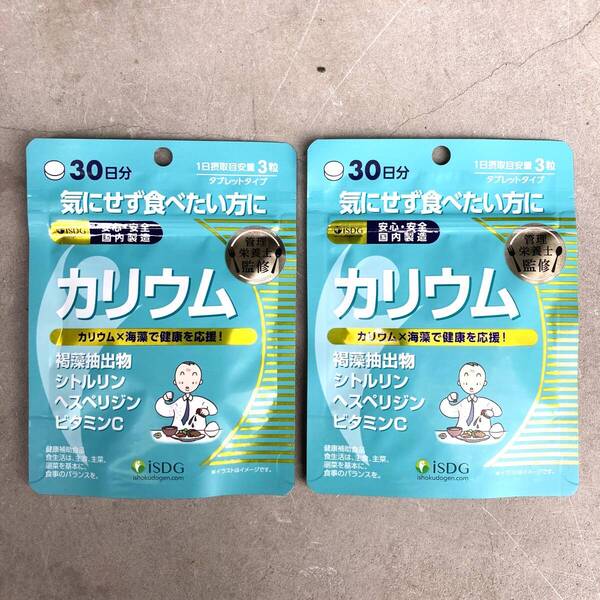 30日分
1日摂取目安量3粒
タブレットタイプ
気にせず食べたい方に
iSDG
安心・安全
国内製造
管理
栄養士
監修
カリウム
カリウム×海藻で健康を応援!
褐藻抽出物
シトルリン
ヘスペリジン
ビタミンC
健康補助食品
食生活は、主食、主菜、
副菜を基本に、
食事のバランスを。
iSDG
ishokudogen.com
※イラストはイメージです。
30日分
1日摂取目安量3粒
タブレットタイプ
気にせず食べたい方に
iSDG
安心・安全
国内製造
管理
栄養士
監修
カリウム
カリウム×海藻で健康を応援!
褐藻抽出物
シトルリン
ヘスペリジン
ビタミンC
健康補助食品
食生活は、主食、主菜、
副菜を基本に、
食事のバランスを。
iSDG
ishokudogen.com
※イラストはイメージです。